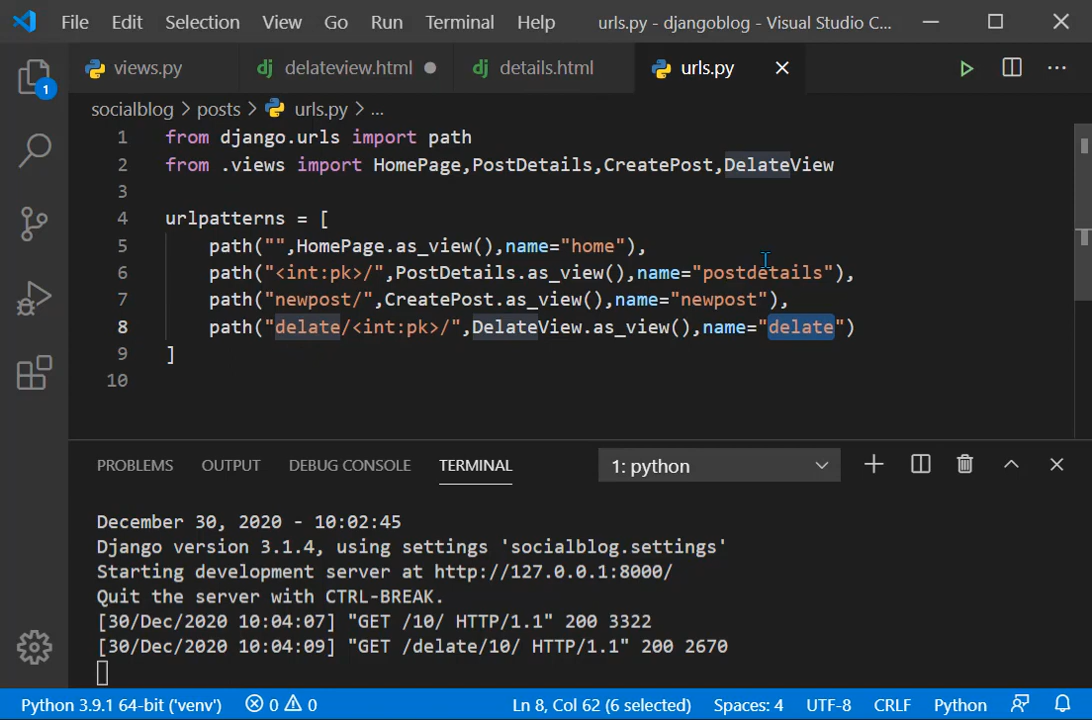 File Edit Selection View Go Run Terminal Help urls.py - djangoblog - Visual Studio C...
views.py delateview.html details.html urls.py
1
socialblog > posts > urls.py > ...
1 from django.urls import path
2 from .views import HomePage,PostDetails,CreatePost,DelateView
3
4 urlpatterns = [
5 path("",HomePage.as_view(),name="home"),
6 path("<int:pk>/",PostDetails.as_view(),name="postdetails"),
7 path("newpost/",CreatePost.as_view(),name="newpost"),
8 path("delate/<int:pk>/",DelateView.as_view(),name="delate")
9 ]
10
PROBLEMS OUTPUT DEBUG CONSOLE TERMINAL 1: python
December 30, 2020 - 10:02:45
Django version 3.1.4, using settings 'socialblog.settings'
Starting development server at http://127.0.0.1:8000/
Quit the server with CTRL-BREAK.
[30/Dec/2020 10:04:07] "GET /10/ HTTP/1.1" 200 3322
[30/Dec/2020 10:04:09] "GET /delate/10/ HTTP/1.1" 200 2670
Python 3.9.1 64-bit ('venv') 0 0 Ln 8, Col 62 (6 selected) Spaces: 4 UTF-8 CRLF Python